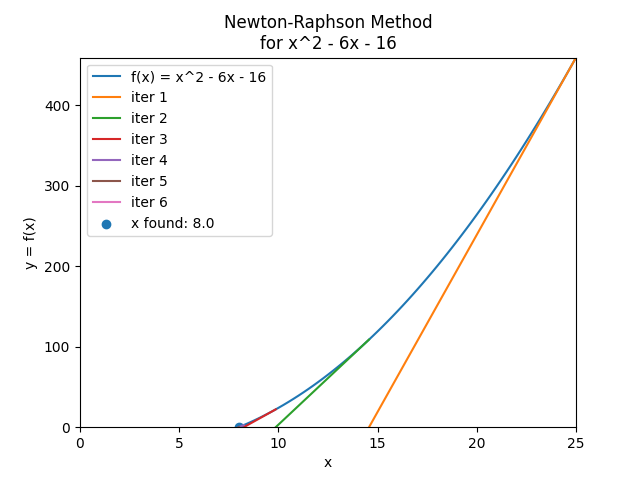 Newton-Raphson Method
for x^2 - 6x - 16
f(x) = x^2 - 6x - 16
iter 1
iter 2
iter 3
iter 4
iter 5
iter 6
x found: 8.0
y = f(x)
400
300
200
100
0
0 5 10 15 20 25
x